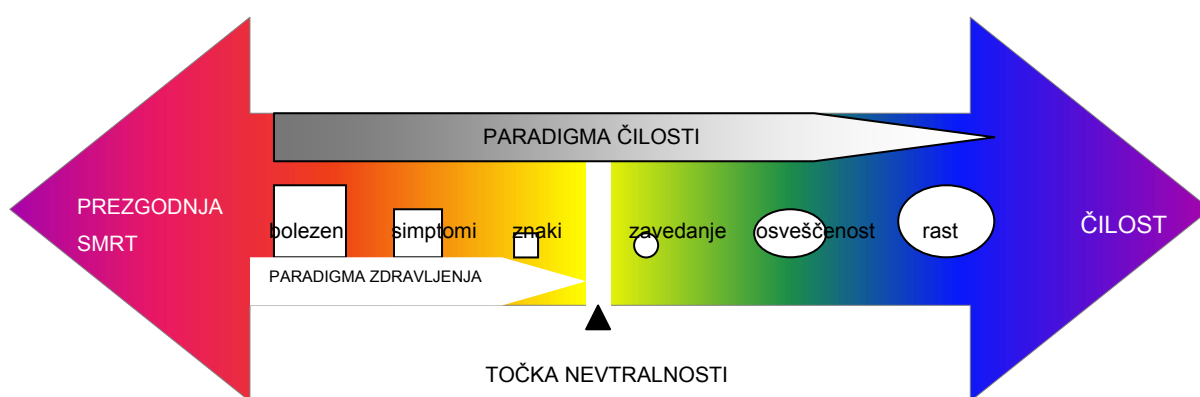 PARADIGMA ČILOSTI
PREZGODNJA
SMRT
bolezen simptomi znaki zavedanje osveščenost rast
ČILOST
PARADIGMA ZDRAVLJENJA
TOČKA NEVTRALNOSTI